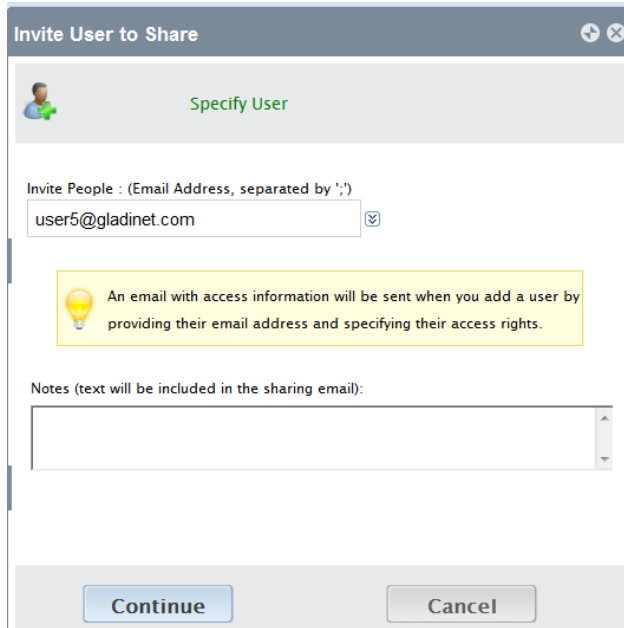 Invite User to Share
Specify User
Invite People : (Email Address, separated by ';')
user5@gladinet.com
An email with access information will be sent when you add a user by
providing their email address and specifying their access rights.
Notes (text will be included in the sharing email):
Continue
Cancel